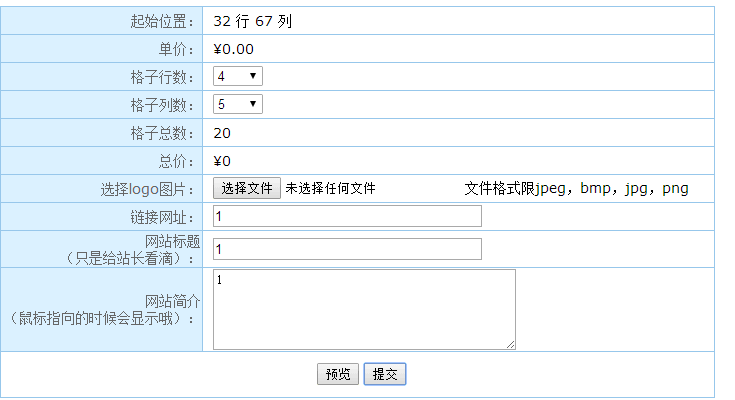 起始位置： 32 行 67 列
单价： ¥0.00
格子行数： 4
格子列数： 5
格子总数： 20
总价： ¥0
选择logo图片： 选择文件 未选择任何文件 文件格式限jpeg，bmp，jpg，png
链接网址： 1
网站标题
（只是给站长看滴）： 1
网站简介
（鼠标指向的时候会显示哦）： 1
预览 提交